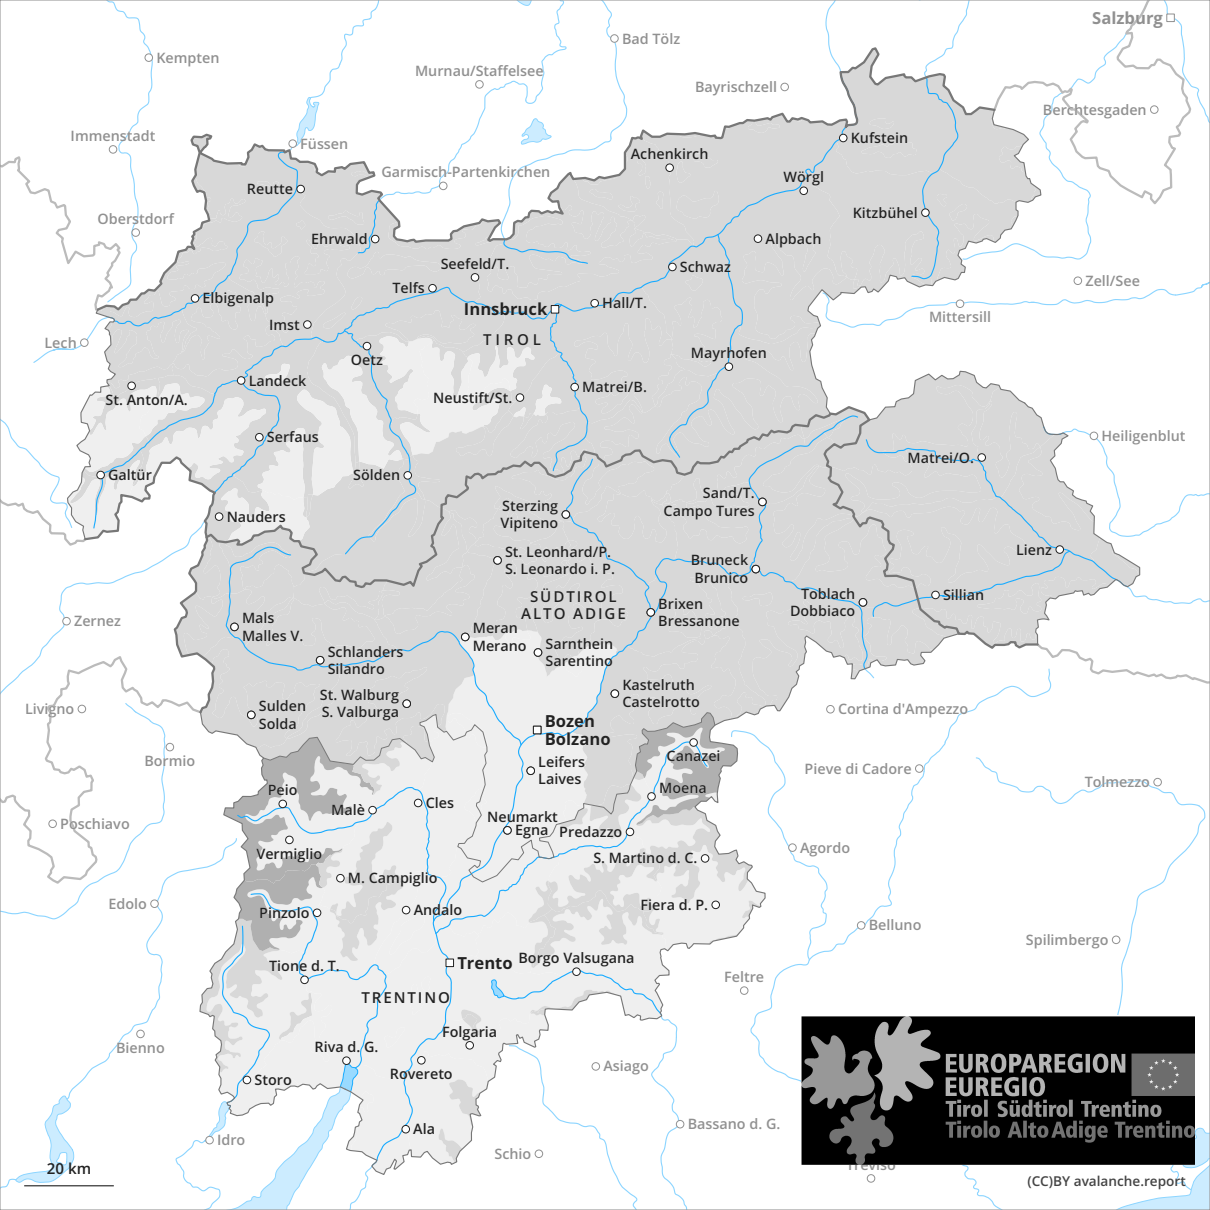 Salzburg
Bad Tölz
Kempten
Murnau/Staffelsee
Bayrischzell
Berchtesgaden
Immenstadt
Füssen
Kufstein
Achenkirch
Garmisch-Partenkirchen
Wörgl
Reutte
Oberstdorf
Kitzbühel
Ehrwald
Alpbach
Seefeld/T.
Schwaz
Zell/See
Telfs
Elbigenalp
Hall/T.
Innsbruck
Mittersill
Imst
TIROL
Lech
Oetz
Mayrhofen
Landeck
Matrei/B.
St. Anton/A.
Neustift/St.
Serfaus
Heiligenblut
Matrei/O.
Galtür
Sölden
Sand/T.
Campo Tures
Sterzing
Vipiteno
Nauders
St. Leonhard/P.
S. Leonardo i. P.
Lienz
Bruneck
Brunico
SÜDTIROL
ALTO ADIGE
Toblach
Dobbiaco
Sillian
Brixen
Bressanone
Zernez
Mals
Malles V.
Meran
Merano
Sarnthein
Sarentino
Schlanders
Silandro
Kastelruth
Castelrotto
St. Walburg
S. Valburga
Livigno
Sulden
Solda
Cortina d'Ampezzo
Bozen
Bolzano
Bormio
Canazei
Leifers
Laives
Pieve di Cadore
Tolmezzo
Peio
Moena
Malè
Cles
Neumarkt
Egna
Predazzo
Poschiavo
Vermiglio
Agordo
S. Martino d. C.
M. Campiglio
Edolo
Pinzolo
Andalo
Fiera d. P.
Belluno
Spilimbergo
Trento
Borgo Valsugana
Tione d. T.
Feltre
TRENTINO
Folgaria
Bienno
Riva d. G.
Asiago
Rovereto
Storo
EUROPAREGION
EUREGIO
Tirol Südtirol Trentino
Tirolo Alto Adige Trentino
Bassano d. G.
Ala
Idro
Schio
Treviso
20 km
(CC)BY avalanche.report